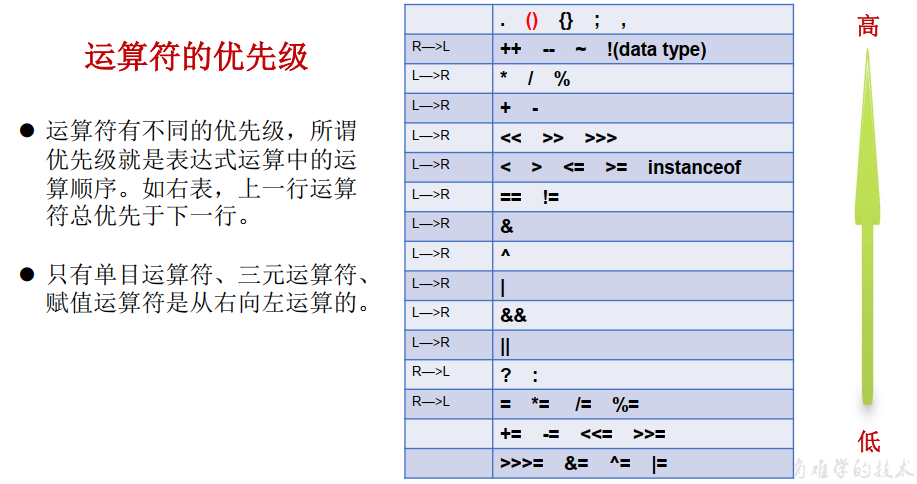 运算符的优先级
● 运算符有不同的优先级，所谓
优先级就是表达式运算中的运
算顺序。如右表，上一行运算
符总优先于下一行。
● 只有单目运算符、三元运算符、
赋值运算符是从右向左运算的。
. () {} ; ,
R—>L ++ -- ~ !(data type)
L—>R * / %
L—>R + -
L—>R << >> >>>
L—>R < > <= >= instanceof
L—>R == !=
L—>R &
L—>R ^
L—>R |
L—>R &&
L—>R ||
R—>L ? :
R—>L = *= /= %=
+= -= <<= >>=
>>>= &= ^= |=
高
低
难学的技术